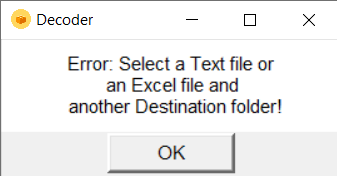 Decoder
Error: Select a Text file or
an Excel file and
another Destination folder!
OK